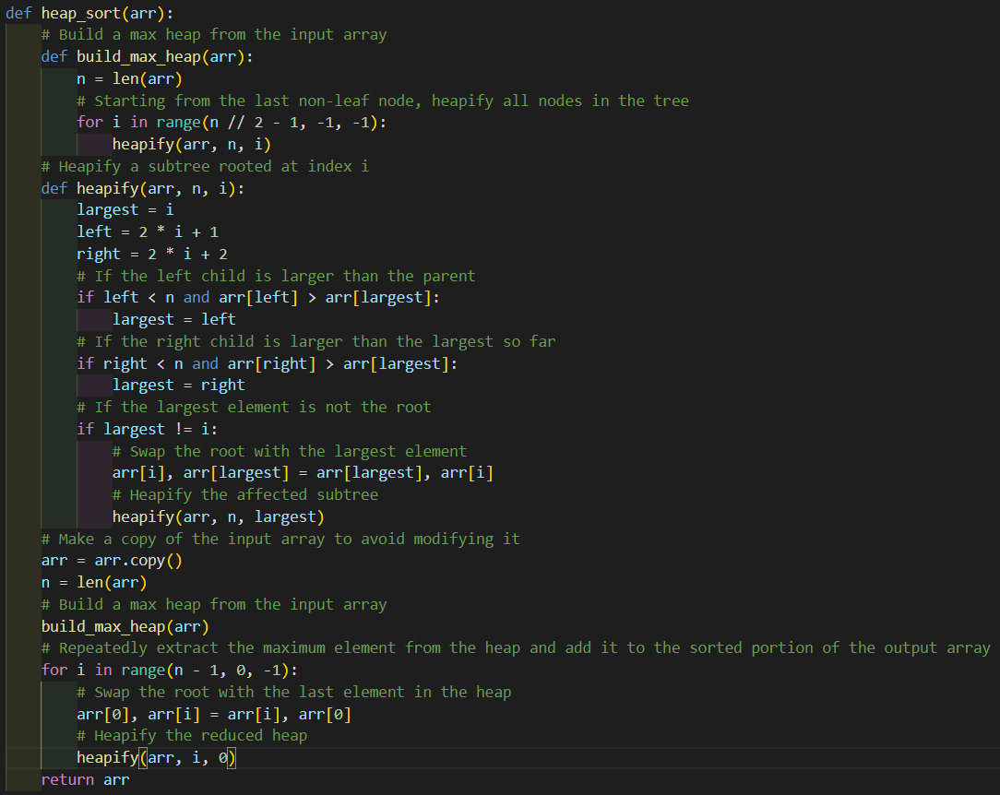 def heap_sort(arr):
    # Build a max heap from the input array
    def build_max_heap(arr):
        n = len(arr)
        # Starting from the last non-leaf node, heapify all nodes in the tree
        for i in range(n // 2 - 1, -1, -1):
            heapify(arr, n, i)
    # Heapify a subtree rooted at index i
    def heapify(arr, n, i):
        largest = i
        left = 2 * i + 1
        right = 2 * i + 2
        # If the left child is larger than the parent
        if left < n and arr[left] > arr[largest]:
            largest = left
        # If the right child is larger than the largest so far
        if right < n and arr[right] > arr[largest]:
            largest = right
        # If the largest element is not the root
        if largest != i:
            # Swap the root with the largest element
            arr[i], arr[largest] = arr[largest], arr[i]
            # Heapify the affected subtree
            heapify(arr, n, largest)
    # Make a copy of the input array to avoid modifying it
    arr = arr.copy()
    n = len(arr)
    # Build a max heap from the input array
    build_max_heap(arr)
    # Repeatedly extract the maximum element from the heap and add it to the sorted portion of the output array
    for i in range(n - 1, 0, -1):
        # Swap the root with the last element in the heap
        arr[0], arr[i] = arr[i], arr[0]
        # Heapify the reduced heap
        heapify(arr, i, 0)
    return arr